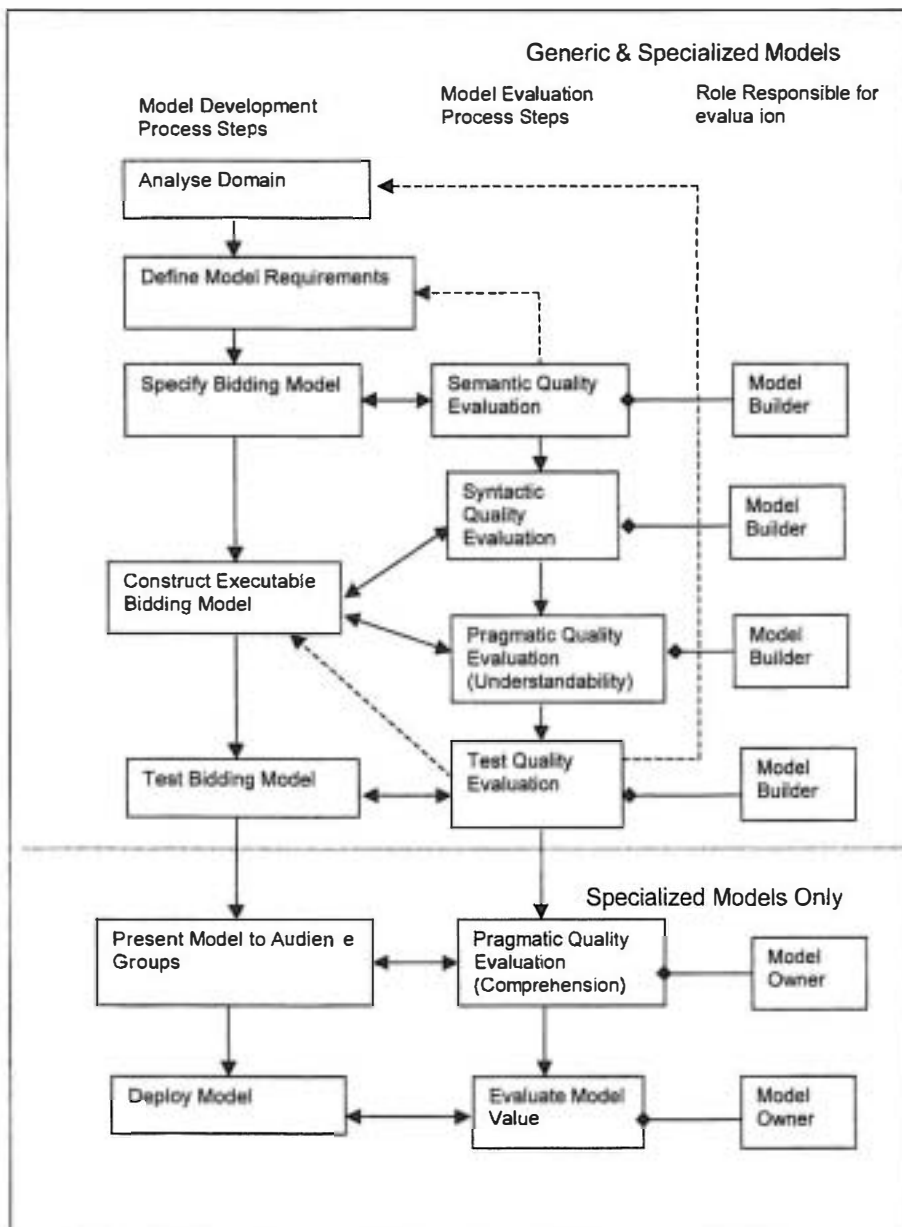 Generic & Specialized Models
Model Development
Process Steps
Model Evaluation
Process Steps
Role Responsible for
evalua ion
Analyse Domain
Define Model Requirements
Specify Bidding Model
Semantic Quality
Evaluation
Model
Builder
Syntactic
Quality
Evaluation
Model
Builder
Construct Executable
Bidding Model
Pragmatic Quality
Evaluation
(Understandability)
Model
Builder
Test Bidding Model
Test Quality
Evaluation
Model
Builder
Specialized Models Only
Present Model to Audien e
Groups
Pragmatic Quality
Evaluation
(Comprehension)
Model
Owner
Deploy Model
Evaluate Model
Value
Model
Owner